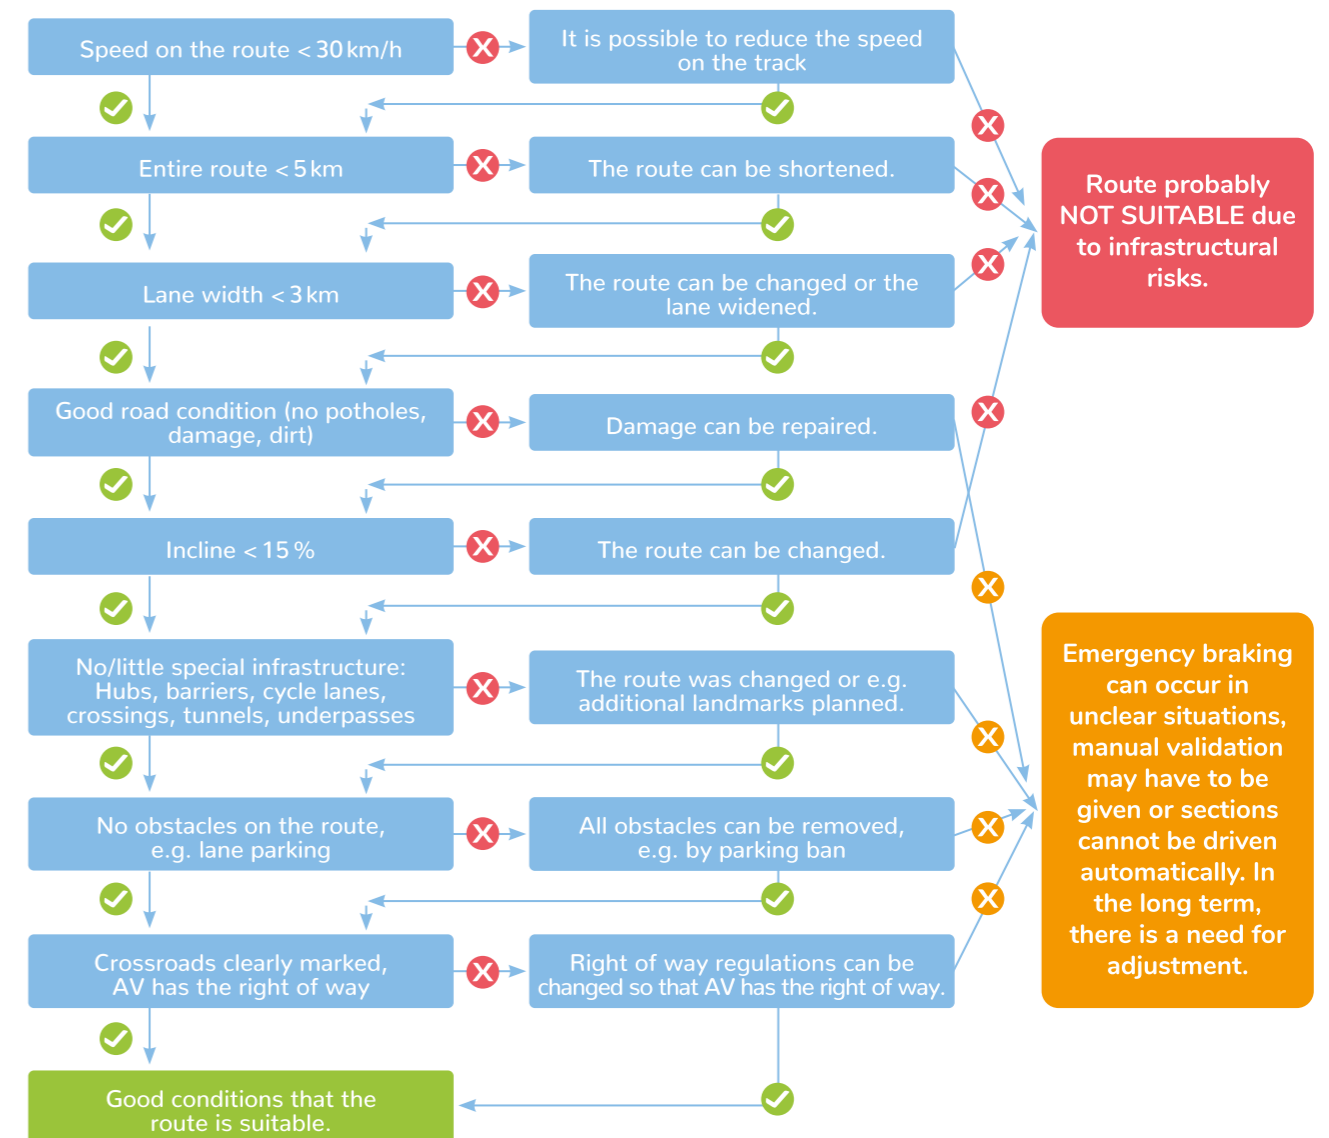 Speed on the route < 30 km/h
It is possible to reduce the speed
on the track
Entire route < 5 km
The route can be shortened.
Route probably
NOT SUITABLE due
to infrastructural
risks.
Lane width < 3 km
The route can be changed or the
lane widened.
Good road condition (no potholes,
damage, dirt)
Damage can be repaired.
Incline < 15 %
The route can be changed.
No/little special infrastructure:
Hubs, barriers, cycle lanes,
crossings, tunnels, underpasses
The route was changed or e.g.
additional landmarks planned.
Emergency braking
can occur in
unclear situations,
manual validation
may have to be
given or sections
cannot be driven
automatically. In
the long term,
there is a need for
adjustment.
No obstacles on the route,
e.g. lane parking
All obstacles can be removed,
e.g. by parking ban
Crossroads clearly marked,
AV has the right of way
Right of way regulations can be
changed so that AV has the right of way.
Good conditions that the
route is suitable.